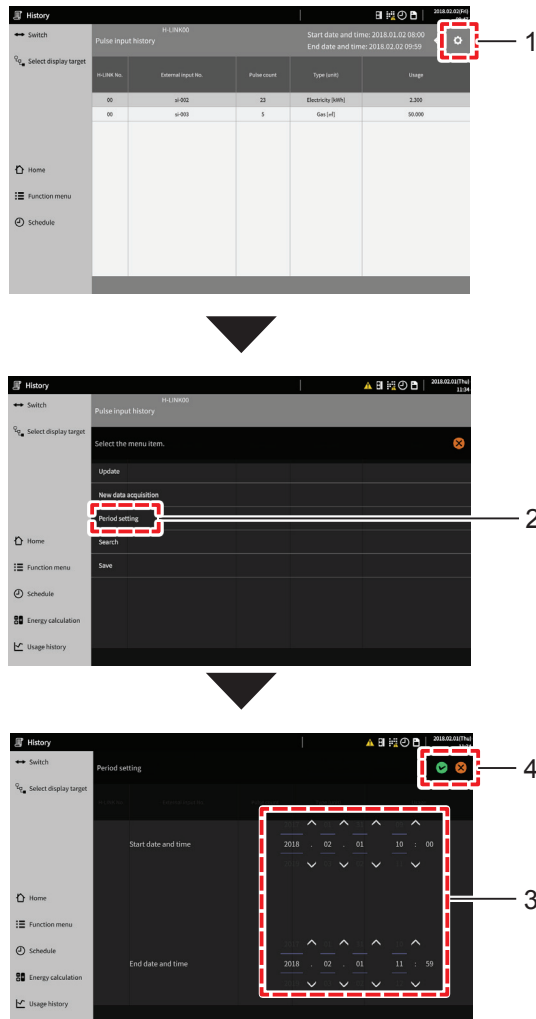 History
2018.02.02(Fri)
Switch
H-LINK00
Pulse input history
Start date and time: 2018.01.02 08:00
End date and time: 2018.02.02 09:59
1
Select display target
H-LINK No. External input No. Pulse count Type (unit) Usage
00 si-002 23 Electricity [kWh] 2.300
00 si-003 5 Gas [㎥] 50.000
Home
Function menu
Schedule
History
2018.02.01(Thu)
11:34
Switch
H-LINK00
Pulse input history
Select display target
Select the menu item.
Update
New data acquisition
Period setting
2
Home
Search
Function menu
Save
Schedule
Energy calculation
Usage history
History
2018.02.01(Thu)
Switch
Period setting
4
Select display target
Start date and time 2018 . 02 . 01 10 : 00
3
Home
Function menu
Schedule
End date and time 2018 . 02 . 01 11 : 59
Energy calculation
Usage history